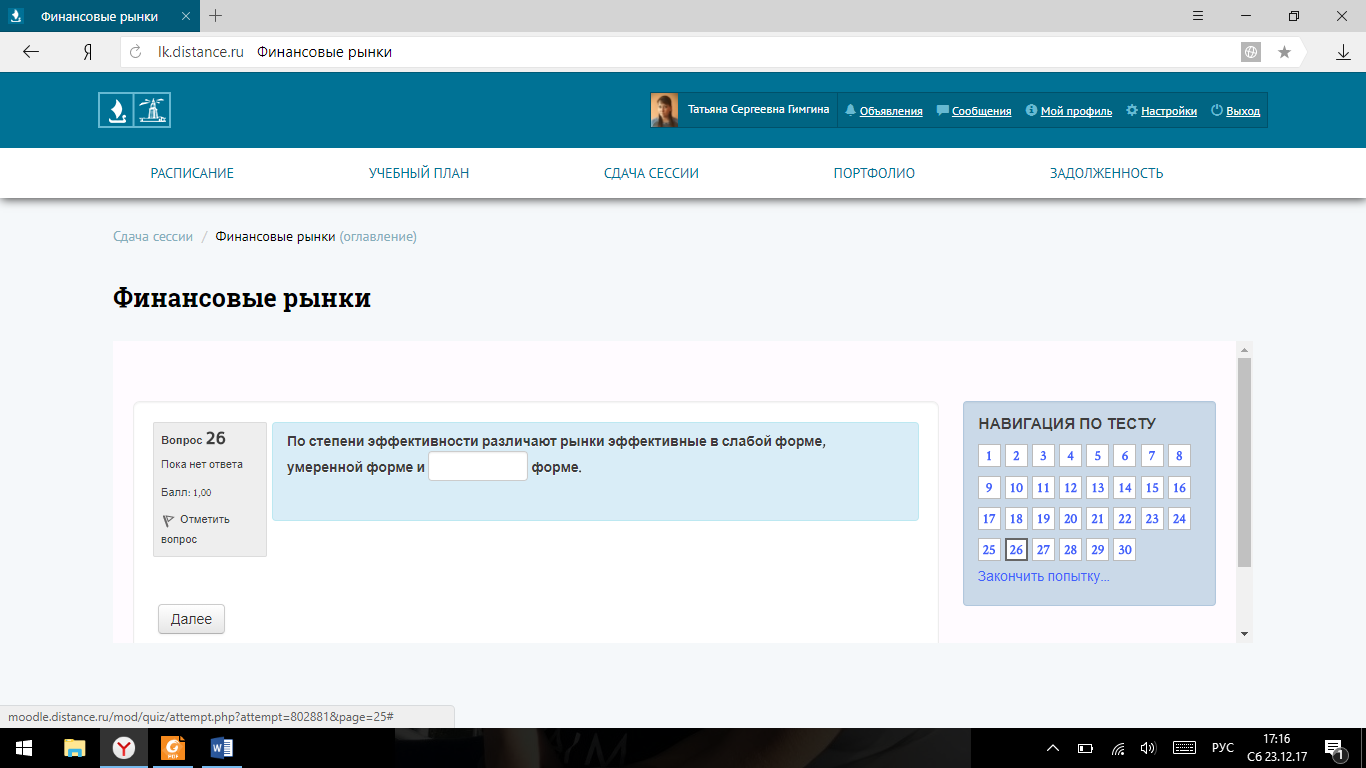 Финансовые рынки
lk.distance.ru Финансовые рынки
Татьяна Сергеевна Гимгина Объявления Сообщения Мой профиль Настройки Выход
РАСПИСАНИЕ УЧЕБНЫЙ ПЛАН СДАЧА СЕССИИ ПОРТФОЛИО ЗАДОЛЖЕННОСТЬ
Сдача сессии / Финансовые рынки (оглавление)
Финансовые рынки
Вопрос 26
Пока нет ответа
Балл: 1,00
Отметить
вопрос
По степени эффективности различают рынки эффективные в слабой форме,
умеренной форме и форме.
Далее
НАВИГАЦИЯ ПО ТЕСТУ
1 2 3 4 5 6 7 8
9 10 11 12 13 14 15 16
17 18 19 20 21 22 23 24
25 26 27 28 29 30
Закончить попытку...
moodle.distance.ru/mod/quiz/attempt.php?attempt=802881&page=25#
РУС
17:16
Сб 23.12.17
1